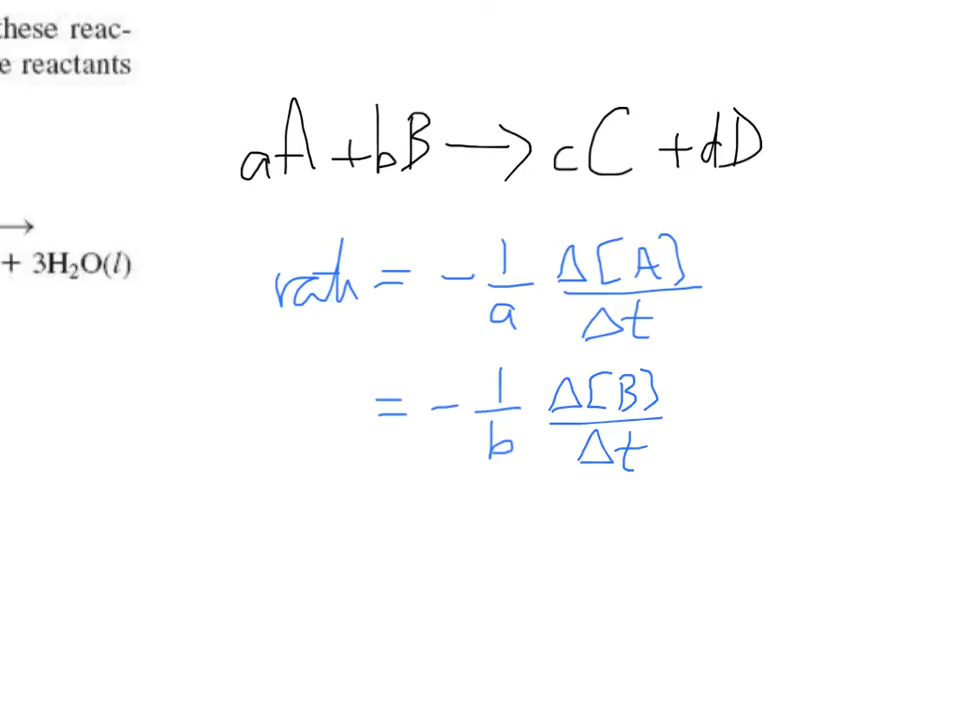 these reac-
e reactants
→
+ 3H₂O(l)
aA + bB → cC + dD
rate = - 1/a Δ[A]/Δt
= - 1/b Δ[B]/Δt